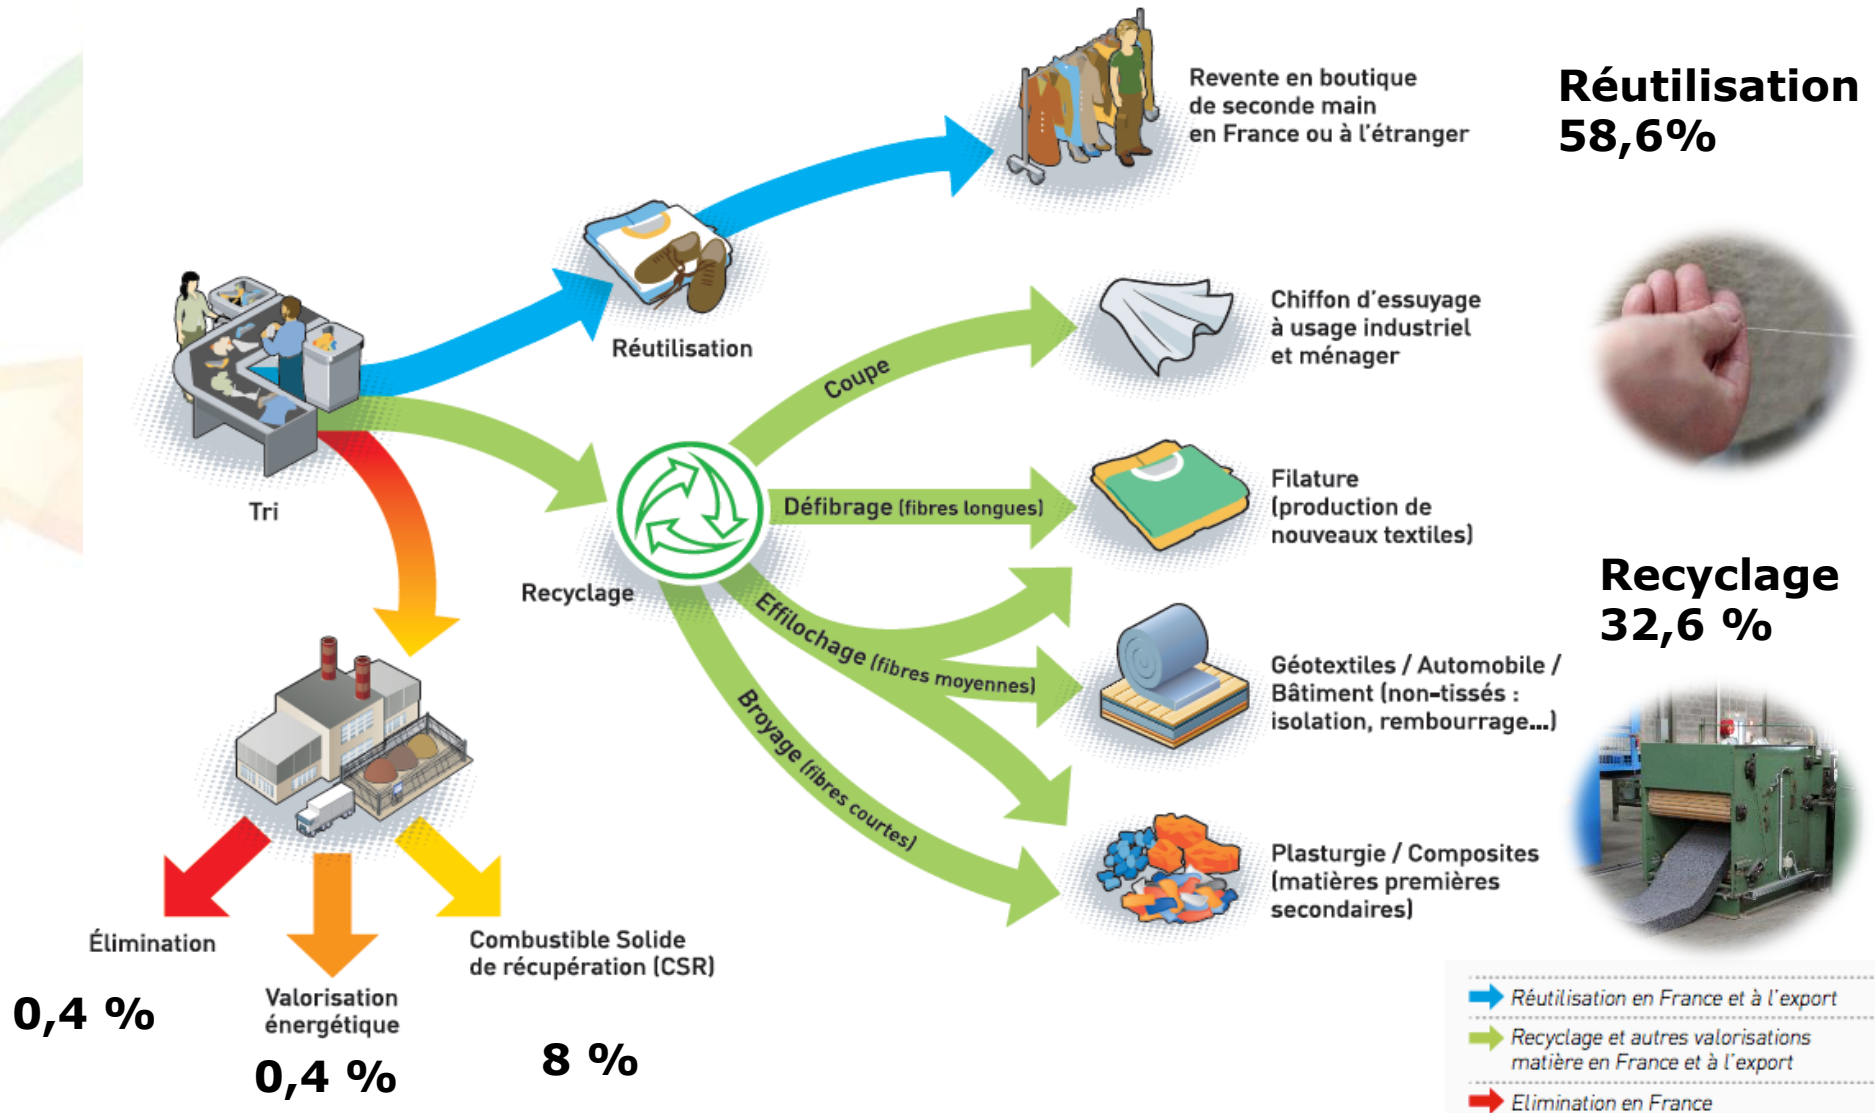 Revente en boutique
de seconde main
en France ou à l'étranger
Réutilisation
58,6%
Réutilisation
Chiffon d'essuyage
à usage industriel
et ménager
Coupe
Tri
Défibrage (fibres longues)
Filature
(production de
nouveaux textiles)
Recyclage
Recyclage
32,6 %
Effilochage (fibres moyennes)
Géotextiles / Automobile /
Bâtiment (non-tissés :
isolation, rembourrage...)
Broyage (fibres courtes)
Plasturgie / Composites
(matières premières
secondaires)
Élimination
0,4 %
Valorisation
énergétique
0,4 %
Combustible Solide
de récupération (CSR)
8 %
Réutilisation en France et à l'export
Recyclage et autres valorisations
matière en France et à l'export
Elimination en France